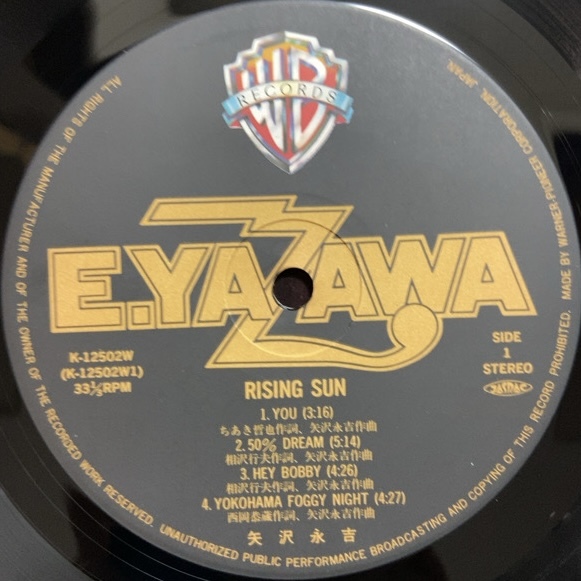 WB
RECORDS
E.YAZAWA
K-12502W
(K-12502W1)
33⅓RPM
SIDE
1
STEREO
JASRAC
RISING SUN
1. YOU (3:16)
ちあき哲也作詞、矢沢永吉作曲
2. 50% DREAM (5:14)
相沢行夫作詞、矢沢永吉作曲
3. HEY BOBBY (4:26)
相沢行夫作詞、矢沢永吉作曲
4. YOKOHAMA FOGGY NIGHT (4:27)
西岡恭蔵作詞、矢沢永吉作曲
矢沢永吉
ALL RIGHTS OF THE MANUFACTURER AND OF THE OWNER OF THE RECORDED WORK RESERVED. UNAUTHORIZED PUBLIC PERFORMANCE BROADCASTING AND COPYING OF THIS RECORD PROHIBITED. MADE BY WARNER-PIONEER CORPORATION, JAPAN